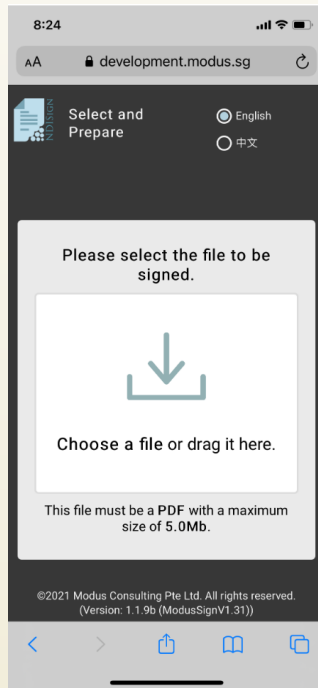 8:24
AA development.modus.sg
NDISIGN
Select and
Prepare
English
中文
Please select the file to be
signed.
Choose a file or drag it here.
This file must be a PDF with a maximum
size of 5.0Mb.
©2021 Modus Consulting Pte Ltd. All rights reserved.
(Version: 1.1.9b (ModusSignV1.31))